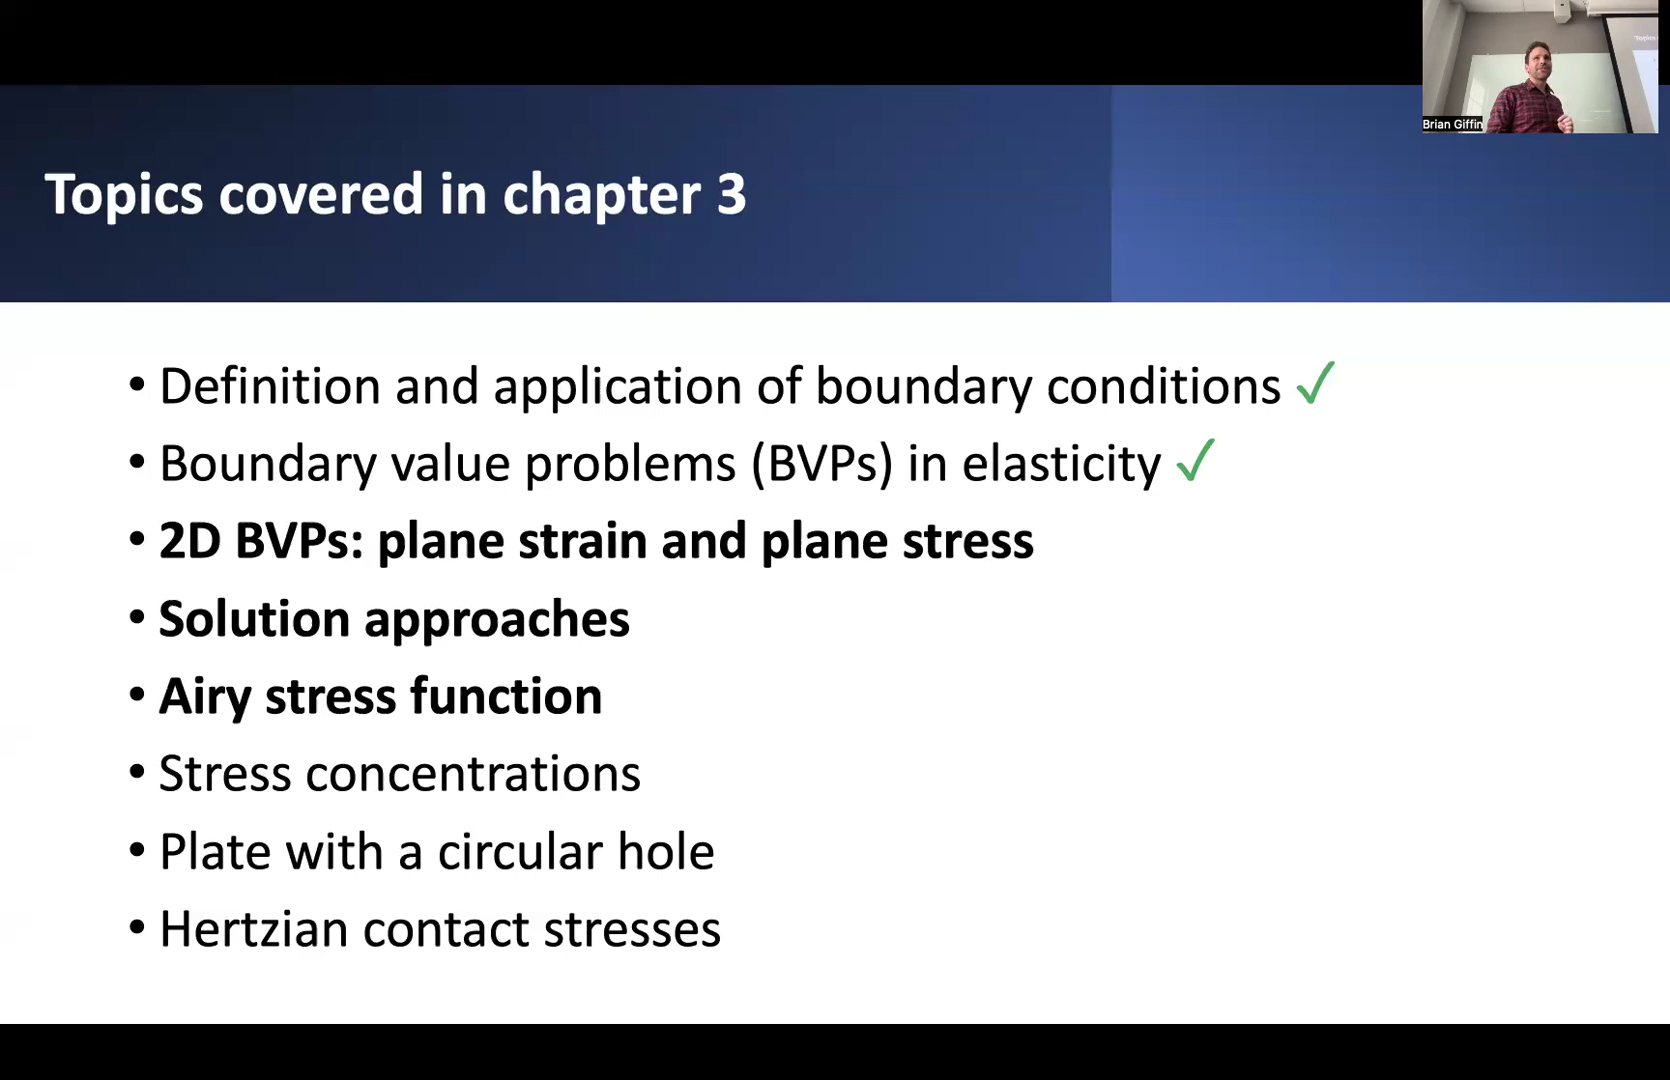 Brian Giffin
Topics covered in chapter 3
• Definition and application of boundary conditions ✓
• Boundary value problems (BVPs) in elasticity ✓
• 2D BVPs: plane strain and plane stress
• Solution approaches
• Airy stress function
• Stress concentrations
• Plate with a circular hole
• Hertzian contact stresses